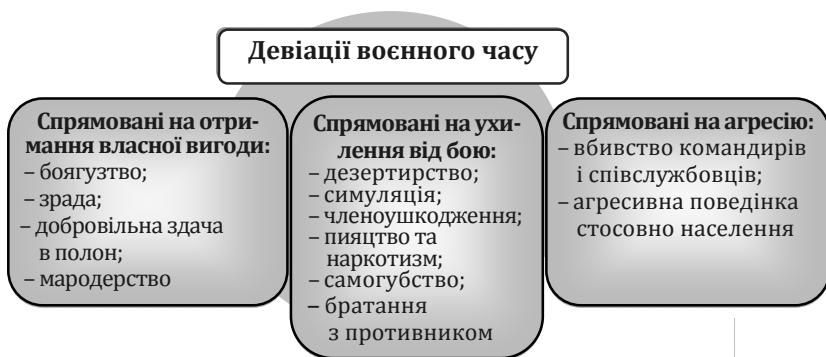 Девіації воєнного часу
Спрямовані на отри-
мання власної вигоди:
– боягузтво;
– зрада;
– добровільна здача
в полон;
– мародерство
Спрямовані на ухи-
лення від бою:
– дезертирство;
– симуляція;
– членоушкодження;
– пияцтво та
наркотизм;
– самогубство;
– братання
з противником
Спрямовані на агресію:
– вбивство командирів
і співслужбовців;
– агресивна поведінка
стосовно населення